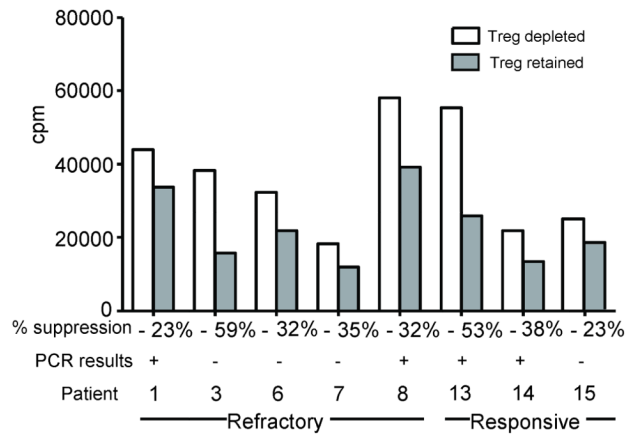 80000
Treg depleted
Treg retained
60000
cpm
40000
20000
0
% suppression - 23% - 59% - 32% - 35% - 32% - 53% - 38% - 23%
PCR results + - - - + + + -
Patient 1 3 6 7 8 13 14 15
Refractory Responsive